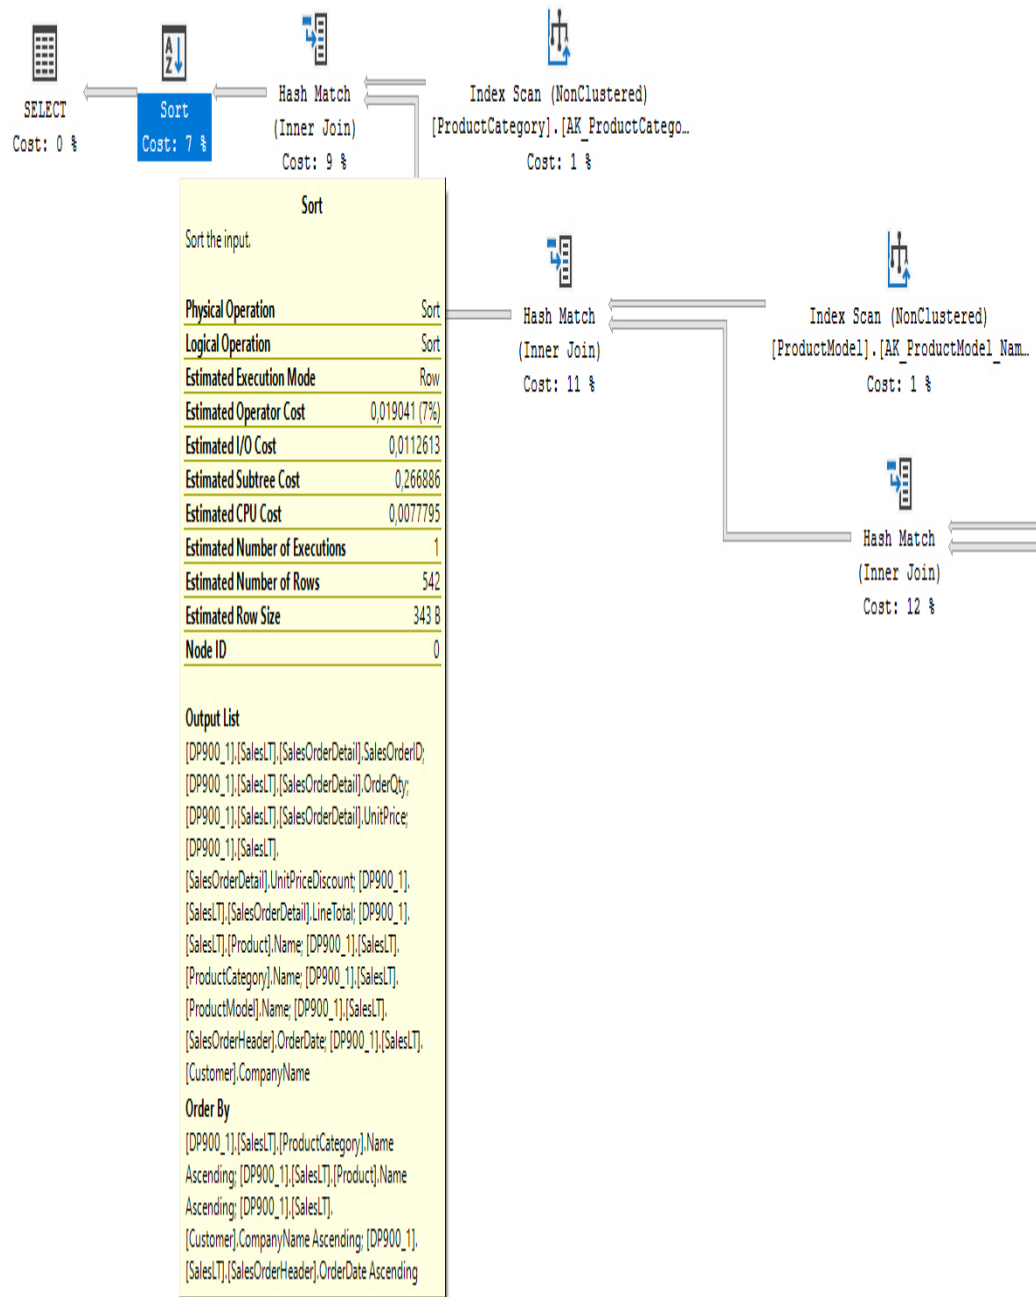 SELECT
Cost: 0 %
Sort
Cost: 7 %
Hash Match
(Inner Join)
Cost: 9 %
Index Scan (NonClustered)
[ProductCategory].[AK_ProductCatego…
Cost: 1 %
Hash Match
(Inner Join)
Cost: 11 %
Index Scan (NonClustered)
[ProductModel].[AK_ProductModel_Nam…
Cost: 1 %
Hash Match
(Inner Join)
Cost: 12 %
Sort
Sort the input.
Physical Operation Sort
Logical Operation Sort
Estimated Execution Mode Row
Estimated Operator Cost 0,019041 (7%)
Estimated I/O Cost 0,0112613
Estimated Subtree Cost 0,266886
Estimated CPU Cost 0,0077795
Estimated Number of Executions 1
Estimated Number of Rows 542
Estimated Row Size 343 B
Node ID 0
Output List
[DP900_1].[SalesLT].[SalesOrderDetail].SalesOrderID;
[DP900_1].[SalesLT].[SalesOrderDetail].OrderQty;
[DP900_1].[SalesLT].[SalesOrderDetail].UnitPrice;
[DP900_1].[SalesLT].
[SalesOrderDetail].UnitPriceDiscount; [DP900_1].
[SalesLT].[SalesOrderDetail].LineTotal; [DP900_1].
[SalesLT].[Product].Name; [DP900_1].[SalesLT].
[ProductCategory].Name; [DP900_1].[SalesLT].
[ProductModel].Name; [DP900_1].[SalesLT].
[SalesOrderHeader].OrderDate; [DP900_1].[SalesLT].
[Customer].CompanyName
Order By
[DP900_1].[SalesLT].[ProductCategory].Name
Ascending; [DP900_1].[SalesLT].[Product].Name
Ascending; [DP900_1].[SalesLT].
[Customer].CompanyName Ascending; [DP900_1].
[SalesLT].[SalesOrderHeader].OrderDate Ascending